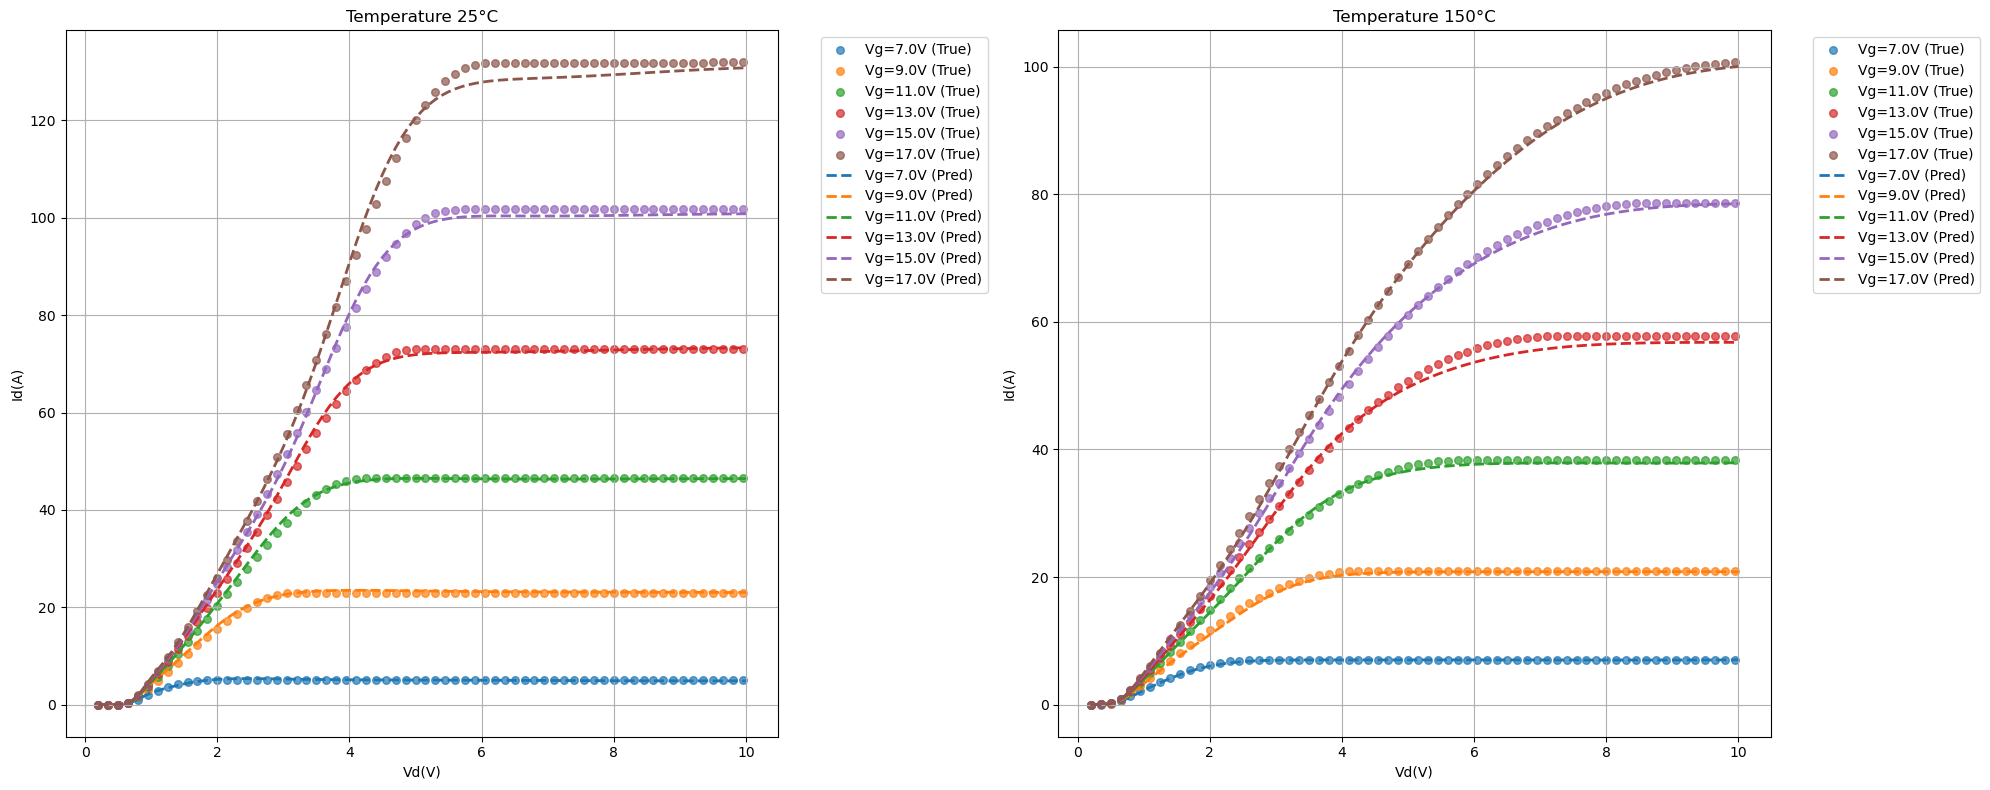 Temperature 25°C
120
100
80
60
40
20
0
Id(A)
0 2 4 6 8 10
Vd(V)
Vg=7.0V (True)
Vg=9.0V (True)
Vg=11.0V (True)
Vg=13.0V (True)
Vg=15.0V (True)
Vg=17.0V (True)
Vg=7.0V (Pred)
Vg=9.0V (Pred)
Vg=11.0V (Pred)
Vg=13.0V (Pred)
Vg=15.0V (Pred)
Vg=17.0V (Pred)
Temperature 150°C
100
80
60
40
20
0
Id(A)
0 2 4 6 8 10
Vd(V)
Vg=7.0V (True)
Vg=9.0V (True)
Vg=11.0V (True)
Vg=13.0V (True)
Vg=15.0V (True)
Vg=17.0V (True)
Vg=7.0V (Pred)
Vg=9.0V (Pred)
Vg=11.0V (Pred)
Vg=13.0V (Pred)
Vg=15.0V (Pred)
Vg=17.0V (Pred)